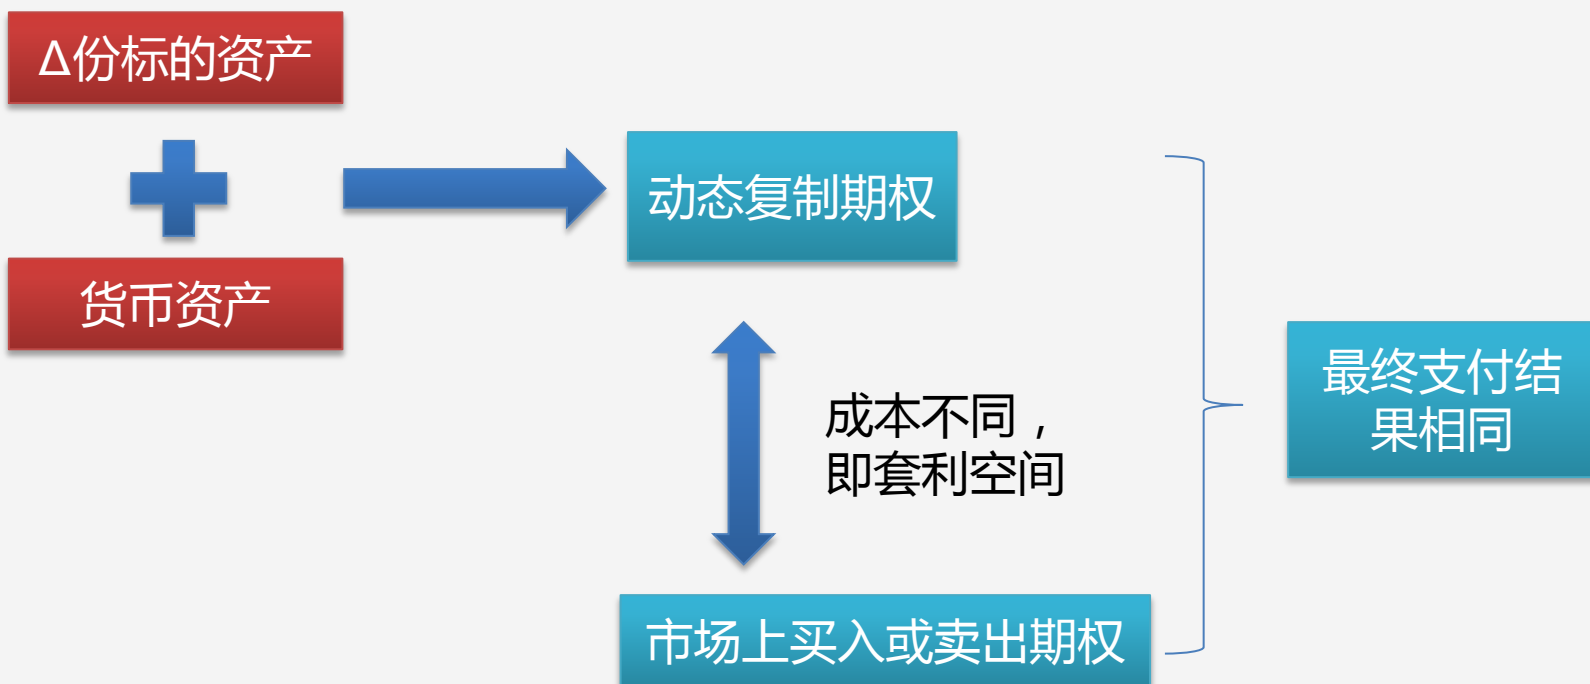 Δ份标的资产
货币资产
动态复制期权
成本不同，
即套利空间
市场上买入或卖出期权
最终支付结
果相同